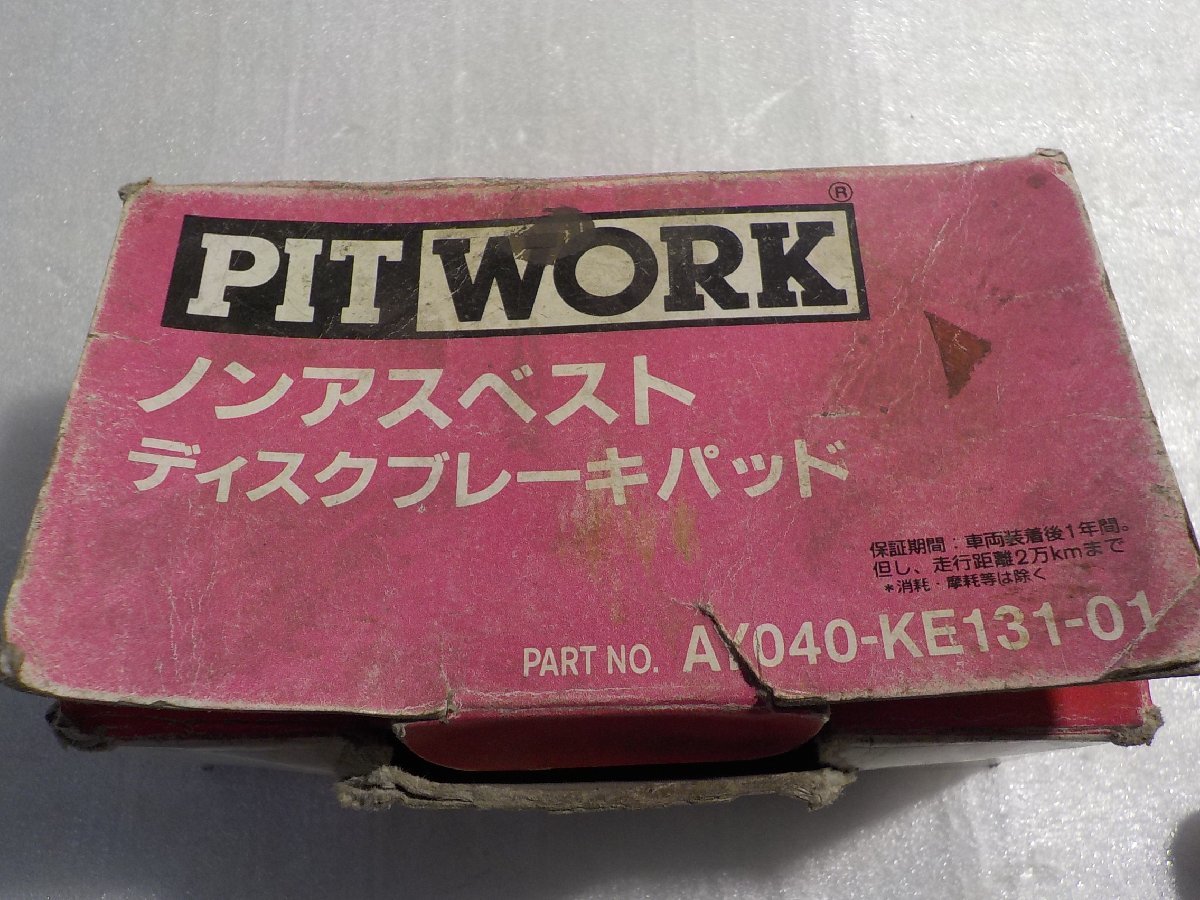 PIT WORK ®
ノンアスベスト
ディスクブレーキパッド
保証期間：車両装着後1年間。
但し、走行距離2万kmまで
*消耗・摩耗等は除く
PART NO. AY040-KE131-01